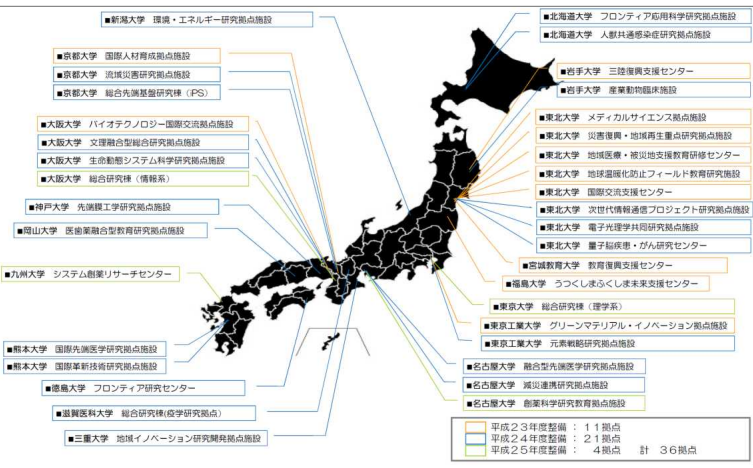 ■新潟大学 環境・エネルギー研究拠点施設
■京都大学 国際人材育成拠点施設
■京都大学 流域災害研究拠点施設
■京都大学 総合先端基盤研究棟(iPS)
■大阪大学 バイオテクノロジー国際交流拠点施設
■大阪大学 文理融合型総合研究拠点施設
■大阪大学 生命動態システム科学研究拠点施設
■大阪大学 総合研究棟(情報系)
■神戸大学 先端膜工学研究拠点施設
■岡山大学 医歯薬融合型教育研究拠点施設
■九州大学 システム創薬リサーチセンター
■熊本大学 国際先端医学研究拠点施設
■熊本大学 国際革新技術研究拠点施設
■徳島大学 フロンティア研究センター
■滋賀医科大学 総合研究棟(疫学研究拠点)
■三重大学 地域イノベーション研究開発拠点施設
■北海道大学 フロンティア応用科学研究拠点施設
■北海道大学 人獣共通感染症研究拠点施設
■岩手大学 三陸復興支援センター
■岩手大学 産業動物臨床施設
■東北大学 メディカルサイエンス拠点施設
■東北大学 災害復興・地域再生重点研究拠点施設
■東北大学 地域医療・被災地支援教育研修センター
■東北大学 地球温暖化防止フィールド教育研究施設
■東北大学 国際交流支援センター
■東北大学 次世代情報通信プロジェクト研究拠点施設
■東北大学 電子光理学共同研究拠点施設
■東北大学 量子脳疾患・がん研究センター
■宮城教育大学 教育復興支援センター
■福島大学 うつくしまふくしま未来支援センター
■東京大学 総合研究棟(理学系)
■東京工業大学 グリーンマテリアル・イノベーション拠点施設
■東京工業大学 元素戦略研究拠点施設
■名古屋大学 融合型先端医学研究拠点施設
■名古屋大学 減災連携研究拠点施設
■名古屋大学 創薬科学研究教育拠点施設
平成23年度整備 : 11拠点
平成24年度整備 : 21拠点
平成25年度整備 : 4拠点 計 36拠点